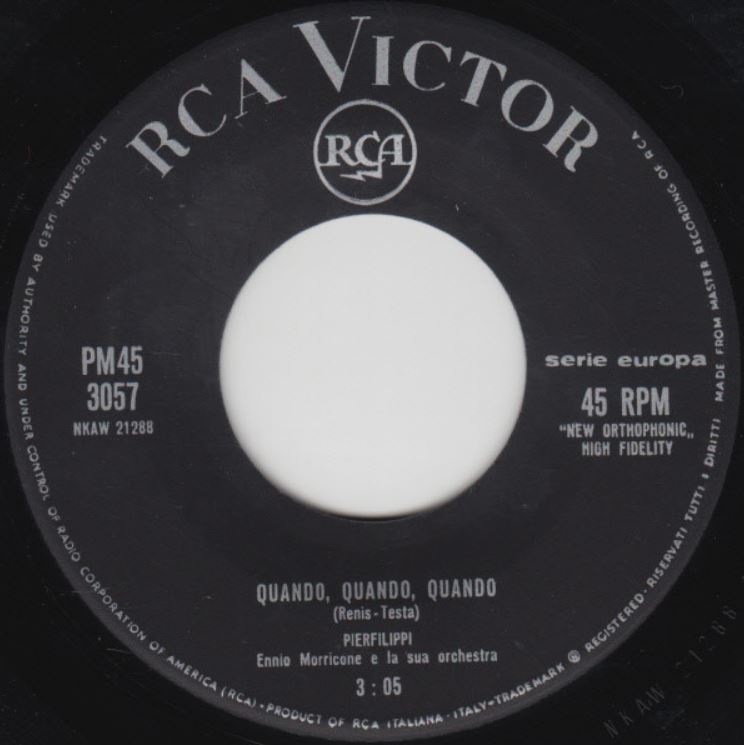 RCA VICTOR
RCA
TRADEMARK USED BY AUTHORITY AND UNDER CONTROL OF RADIO CORPORATION OF AMERICA (RCA) - PRODUCT OF RCA ITALIANA - ITALY-TRADEMARK ® REGISTERED - RISERVATI TUTTI I DIRITTI MADE FROM MASTER RECORDING OF RCA
PM45
3057
NKAW 21288
serie europa
45 RPM
"NEW ORTHOPHONIC„
HIGH FIDELITY
QUANDO, QUANDO, QUANDO
(Renis - Testa)
PIERFILIPPI
Ennio Morricone e la sua orchestra
3 : 05
NKAW 21288